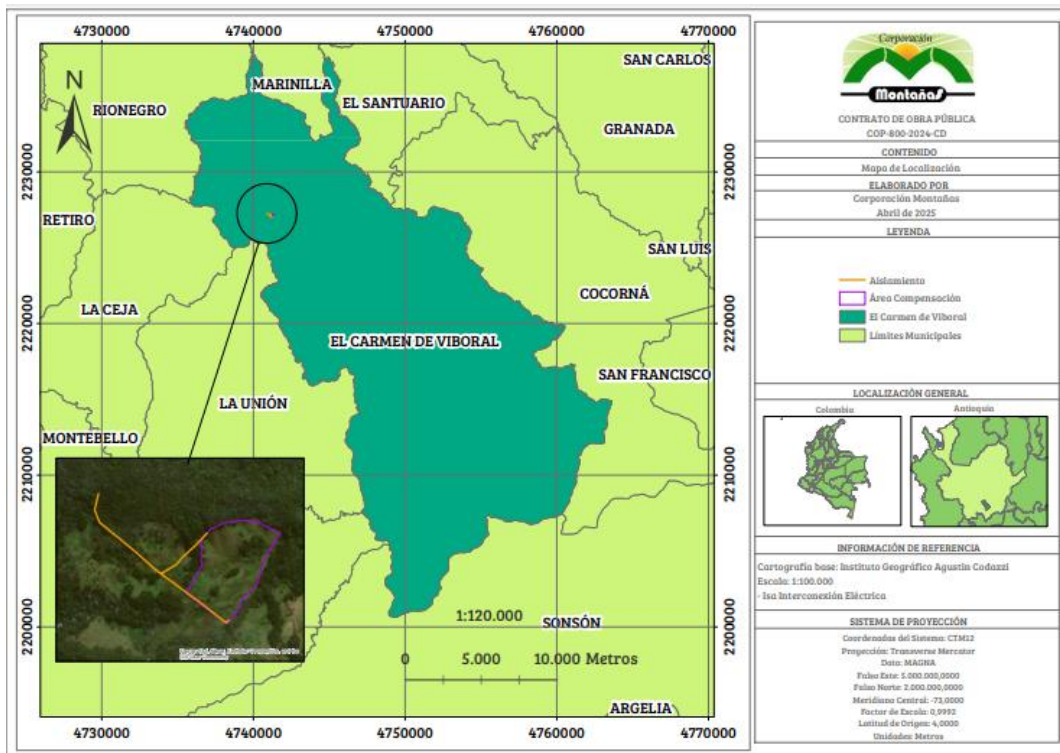 4730000 4740000 4750000 4760000 4770000
N
RIONEGRO
MARINILLA
EL SANTUARIO
SAN CARLOS
GRANADA
2230000 2230000
RETIRO
SAN LUIS
LA CEJA
COCORNÁ
2220000 2220000
EL CARMEN DE VIBORAL
SAN FRANCISCO
LA UNIÓN
MONTEBELLO
2210000 2210000
1:120.000
SONSÓN
2200000 2200000
0 5.000 10.000 Metros
ARGELIA
4730000 4740000 4750000 4760000 4770000
Corporación
Montañas
CONTRATO DE OBRA PÚBLICA
COP-800-2024-CD
CONTENIDO
Mapa de Localización
ELABORADO POR
Corporación Montañas
Abril de 2025
LEYENDA
Aislamiento
Área Compensación
El Carmen de Viboral
Límites Municipales
LOCALIZACIÓN GENERAL
Colombia
Antioquia
INFORMACIÓN DE REFERENCIA
Cartografía base: Instituto Geográfico Agustín Codazzi
Escala: 1:100.000
- Isa Interconexión Eléctrica
SISTEMA DE PROYECCIÓN
Coordenadas del Sistema: CTM12
Proyección: Transverse Mercator
Dato: MAGNA
Falso Este: 5.000.000,0000
Falso Norte: 2.000.000,0000
Meridiano Central: -73,0000
Factor de Escala: 0,9992
Latitud de Origen: 4,0000
Unidades: Metros